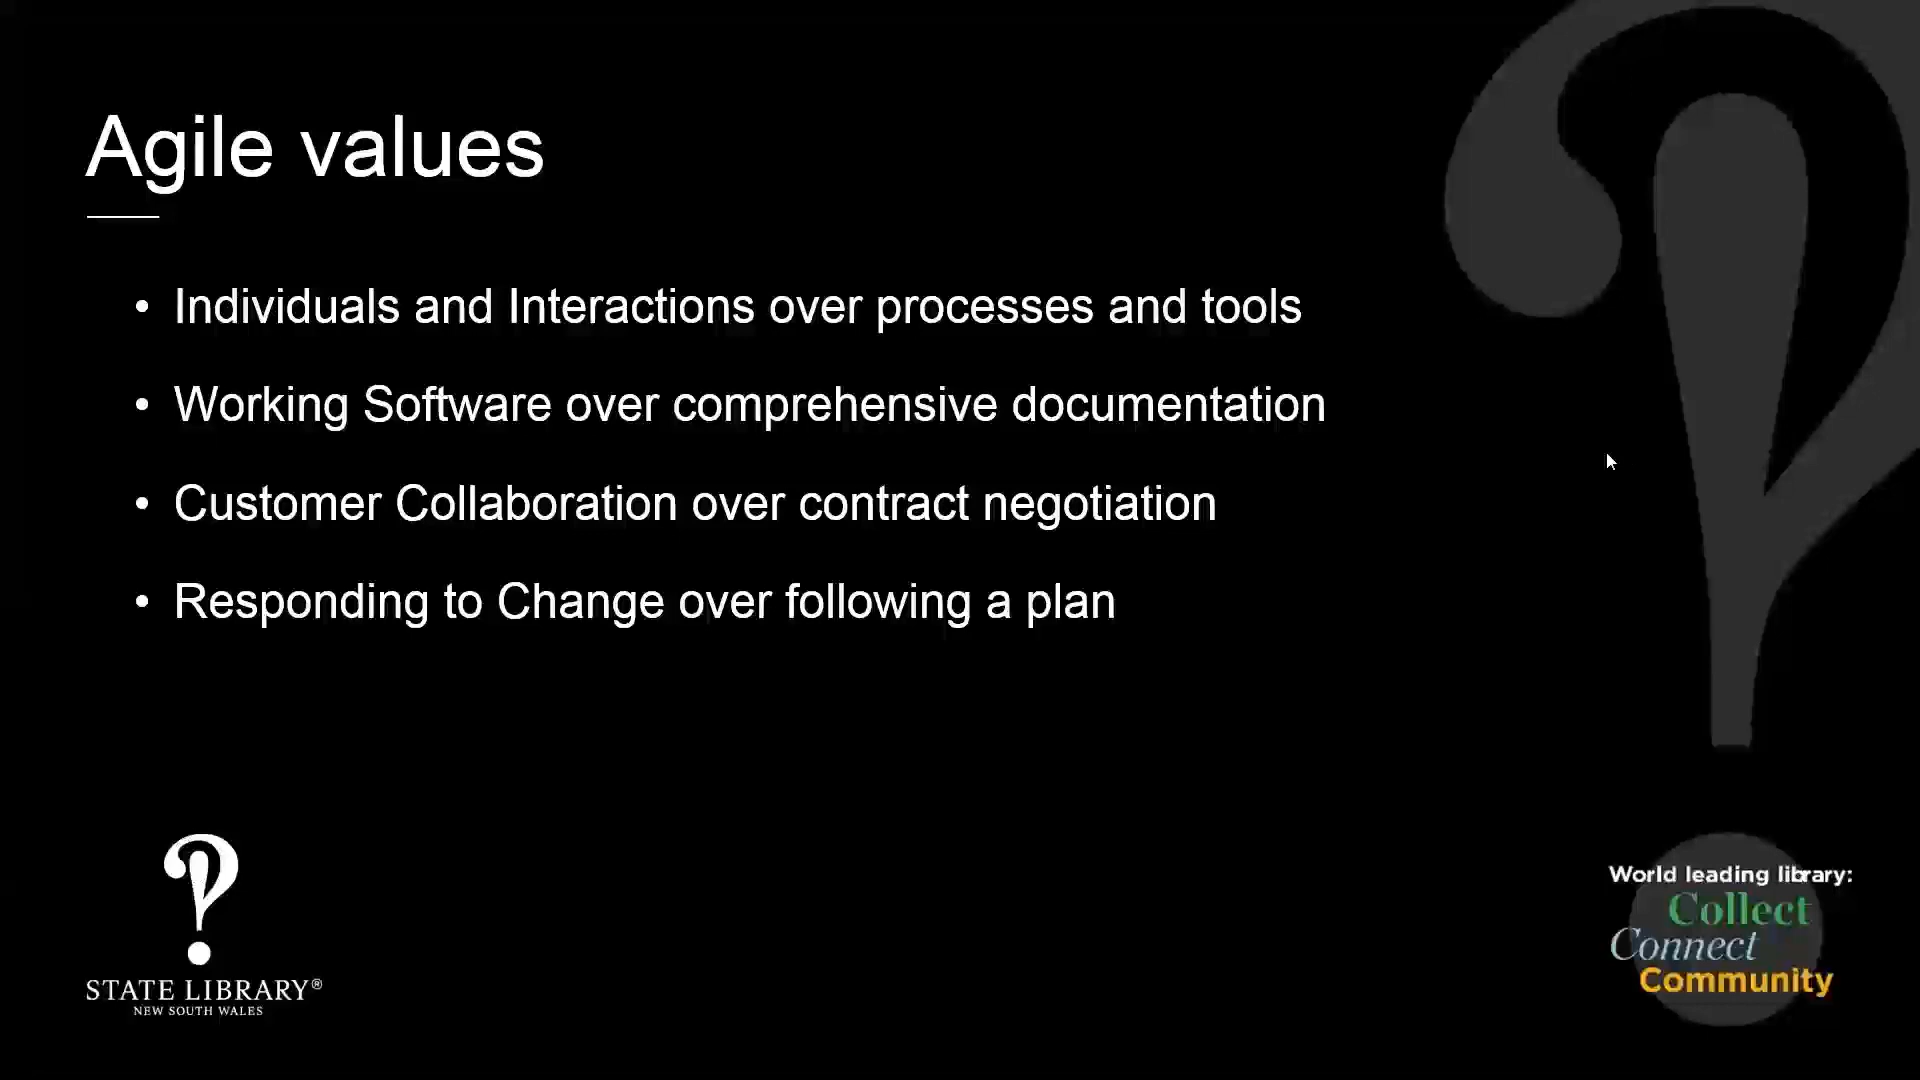 Agile values
• Individuals and Interactions over processes and tools
• Working Software over comprehensive documentation
• Customer Collaboration over contract negotiation
• Responding to Change over following a plan
STATE LIBRARY®
NEW SOUTH WALES
World leading library:
Collect
Connect
Community